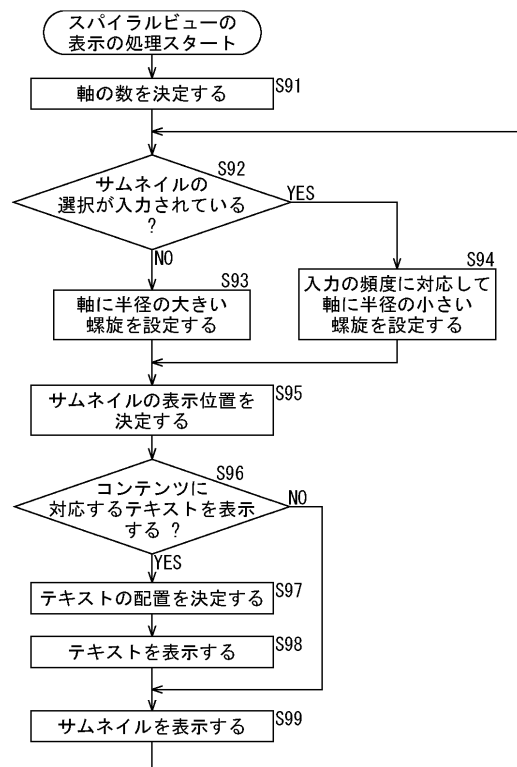 スパイラルビューの
表示の処理スタート
軸の数を決定する
S91
S92
サムネイルの
選択が入力されている
?
YES
NO
S93
軸に半径の大きい
螺旋を設定する
S94
入力の頻度に対応して
軸に半径の小さい
螺旋を設定する
サムネイルの表示位置を
決定する
S95
S96
コンテンツに
対応するテキストを表示
する ?
NO
YES
テキストの配置を決定する
S97
テキストを表示する
S98
サムネイルを表示する
S99